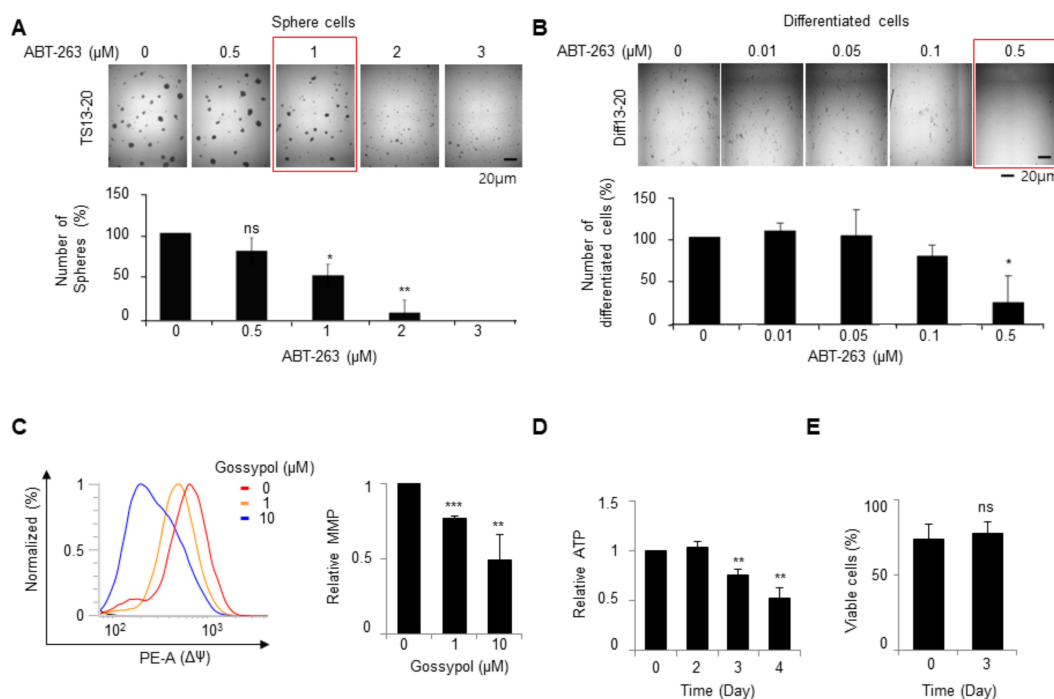 A
Sphere cells
ABT-263 (µM)
0 0.5 1 2 3
TS13-20
20µm
Number of
Spheres (%)
150
100
50
0
ns
*
**
0 0.5 1 2 3
ABT-263 (µM)
B
Differentiated cells
ABT-263 (µM)
0 0.01 0.05 0.1 0.5
Diff13-20
20µm
Number of
differentiated cells (%)
150
100
50
0
*
0 0.01 0.05 0.1 0.5
ABT-263 (µM)
C
Gossypol (µM)
0
1
10
Normalized (%)
1
0.5
0
10² 10³
PE-A (ΔΨ)
Relative MMP
1
0.5
0
***
**
0 1 10
Gossypol (µM)
D
Relative ATP
1.5
1
0.5
0
**
**
0 2 3 4
Time (Day)
E
Viable cells (%)
100
50
0
ns
0 3
Time (Day)